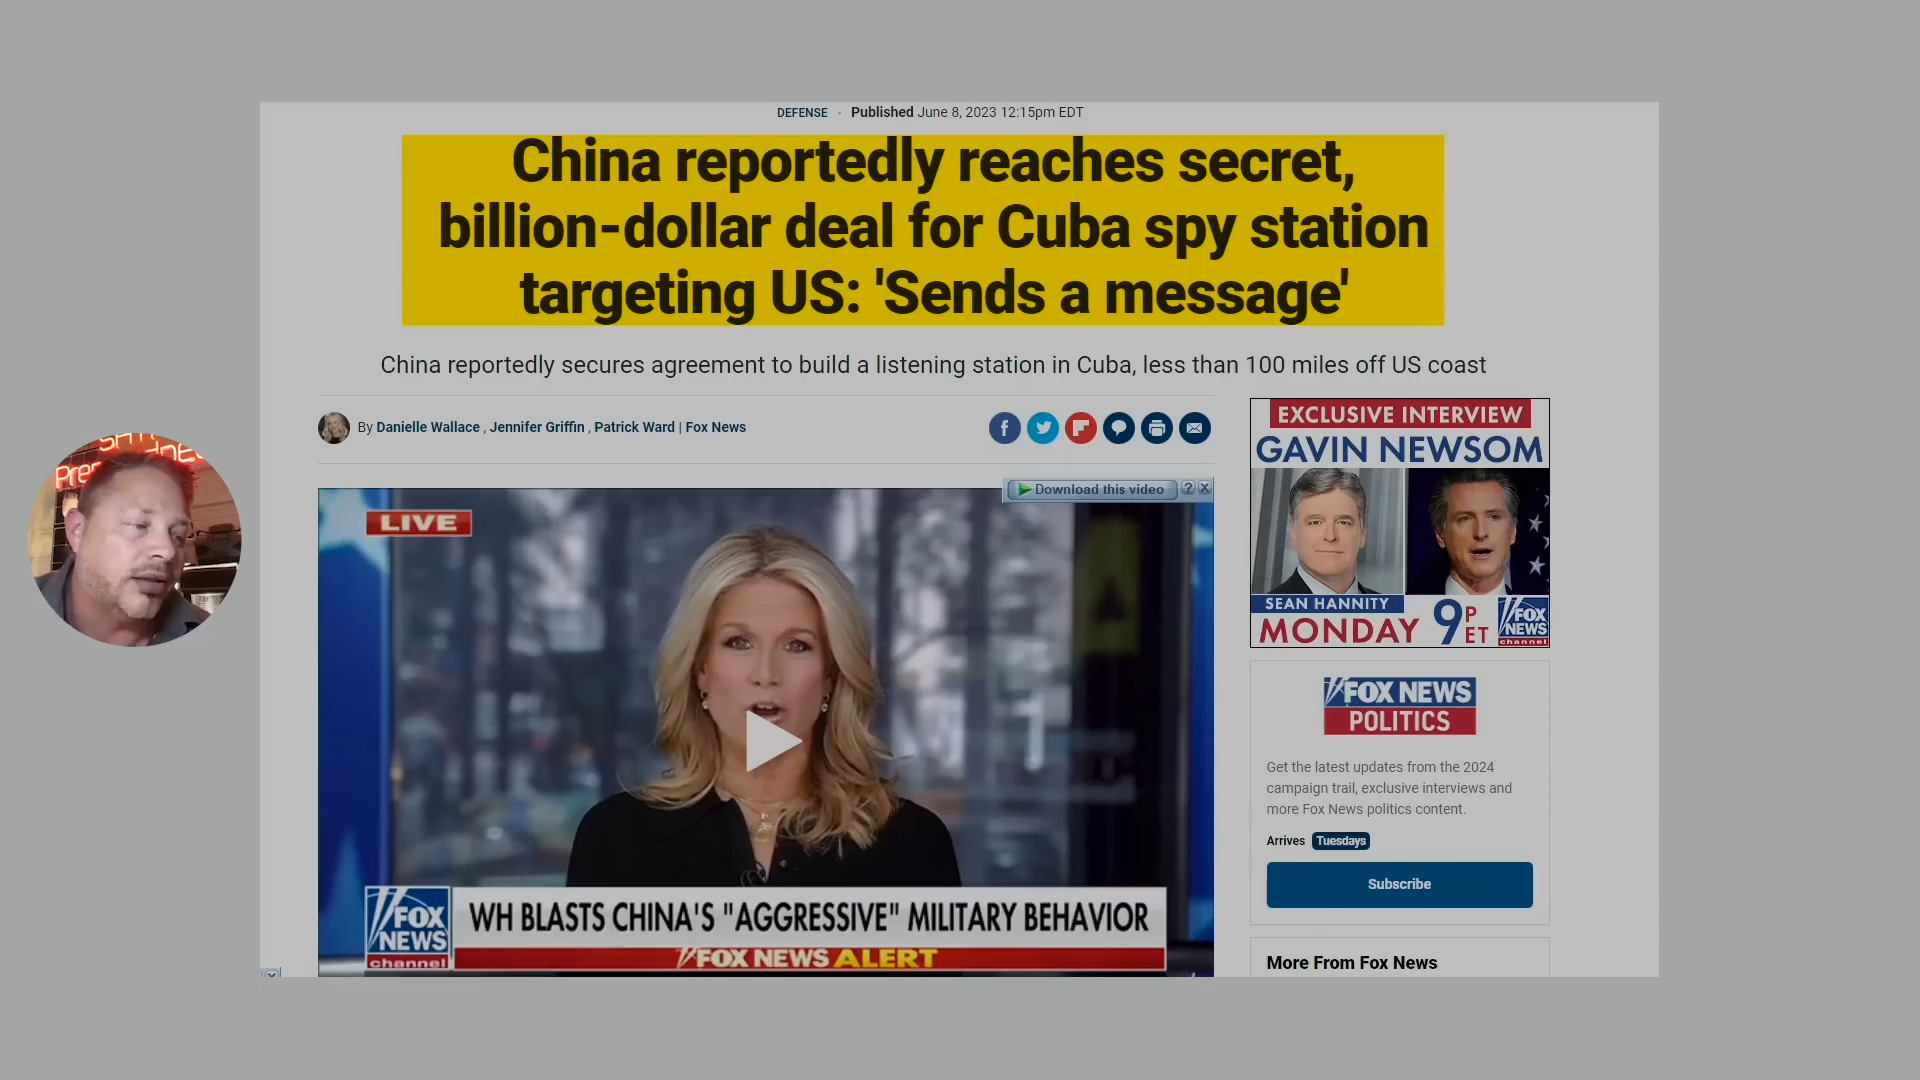 DEFENSE · Published June 8, 2023 12:15pm EDT
China reportedly reaches secret,
billion-dollar deal for Cuba spy station
targeting US: 'Sends a message'
China reportedly secures agreement to build a listening station in Cuba, less than 100 miles off US coast
By Danielle Wallace , Jennifer Griffin , Patrick Ward | Fox News
Download this video
LIVE
WH BLASTS CHINA'S "AGGRESSIVE" MILITARY BEHAVIOR
FOX NEWS channel
FOX NEWS ALERT
EXCLUSIVE INTERVIEW
GAVIN NEWSOM
SEAN HANNITY
MONDAY 9P ET
FOX NEWS channel
FOX NEWS
POLITICS
Get the latest updates from the 2024
campaign trail, exclusive interviews and
more Fox News politics content.
Arrives Tuesdays
Subscribe
More From Fox News